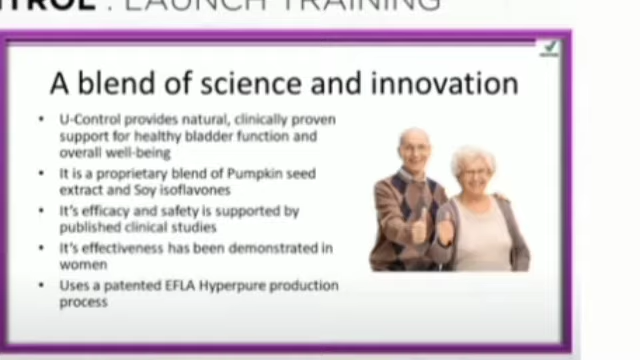 : LAUNCH TRAINING
A blend of science and innovation
• U-Control provides natural, clinically proven
support for healthy bladder function and
overall well-being
• It is a proprietary blend of Pumpkin seed
extract and Soy isoflavones
• It's efficacy and safety is supported by
published clinical studies
• It's effectiveness has been demonstrated in
women
• Uses a patented EFLA Hyperpure production
process